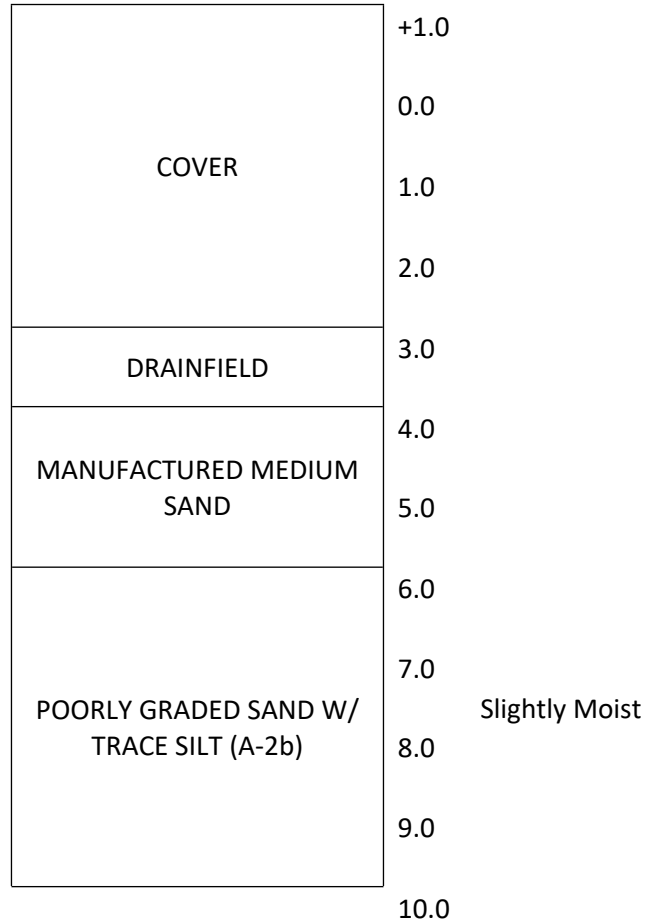 +1.0
0.0
COVER
1.0
2.0
3.0
DRAINFIELD
4.0
MANUFACTURED MEDIUM
SAND
5.0
6.0
7.0
POORLY GRADED SAND W/
TRACE SILT (A-2b)
Slightly Moist
8.0
9.0
10.0